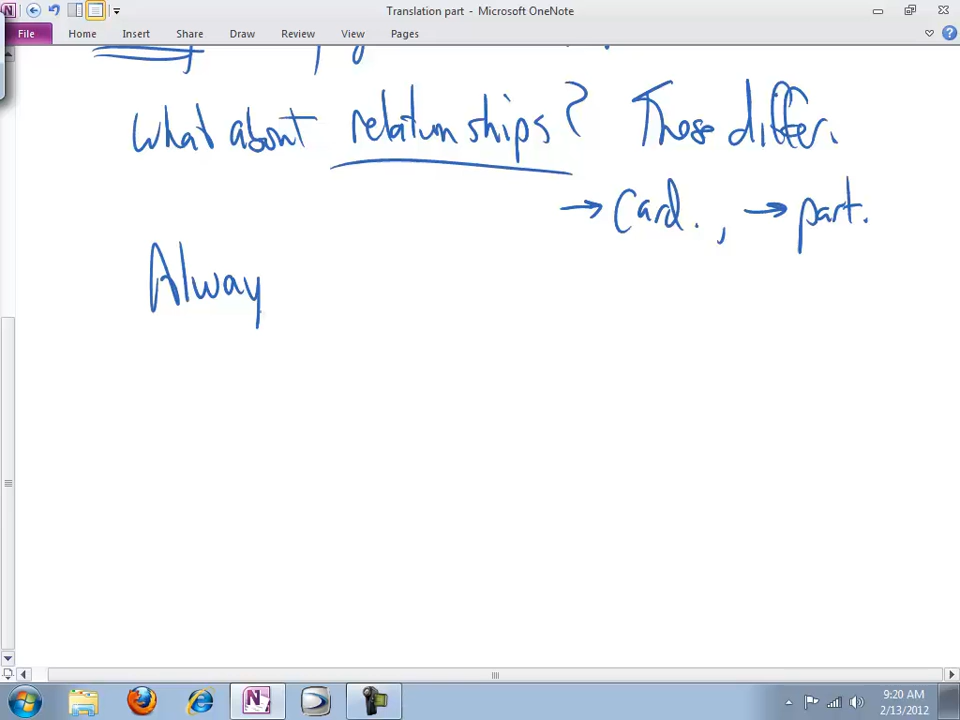 Translation part - Microsoft OneNote
File Home Insert Share Draw Review View Pages
What about relationships? These differ.
→ Card. , → part.
Alway
9:20 AM
2/13/2012